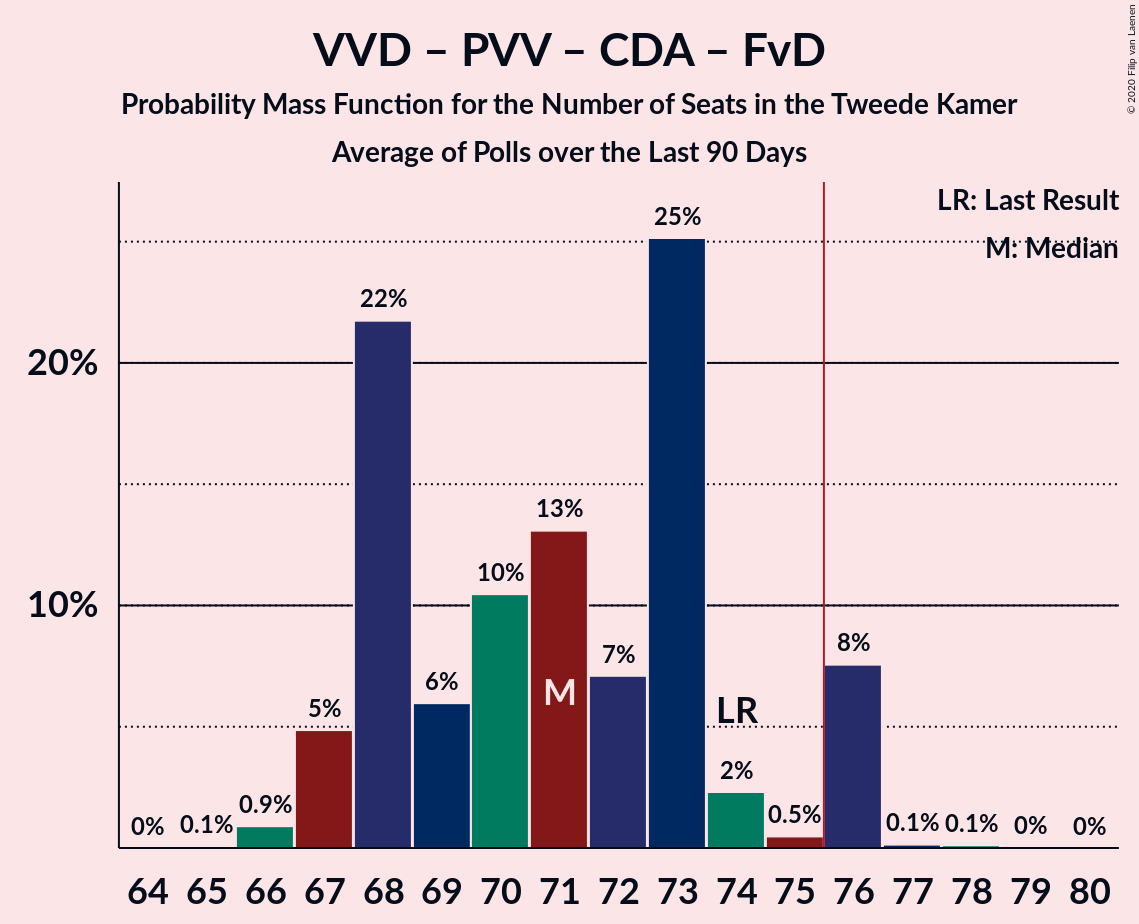 VVD – PVV – CDA – FvD
Probability Mass Function for the Number of Seats in the Tweede Kamer
Average of Polls over the Last 90 Days
© 2020 Filip van Laenen
LR: Last Result
M: Median
20%
10%
0%
0.1%
0.9%
5%
22%
6%
10%
13%
7%
25%
2%
0.5%
8%
0.1%
0.1%
0%
0%
M
LR
64 65 66 67 68 69 70 71 72 73 74 75 76 77 78 79 80